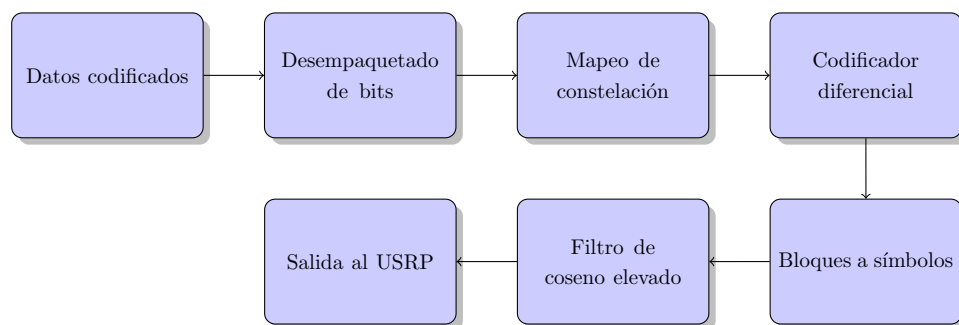 Datos codificados
Desempaquetado
de bits
Mapeo de
constelación
Codificador
diferencial
Salida al USRP
Filtro de
coseno elevado
Bloques a símbolos